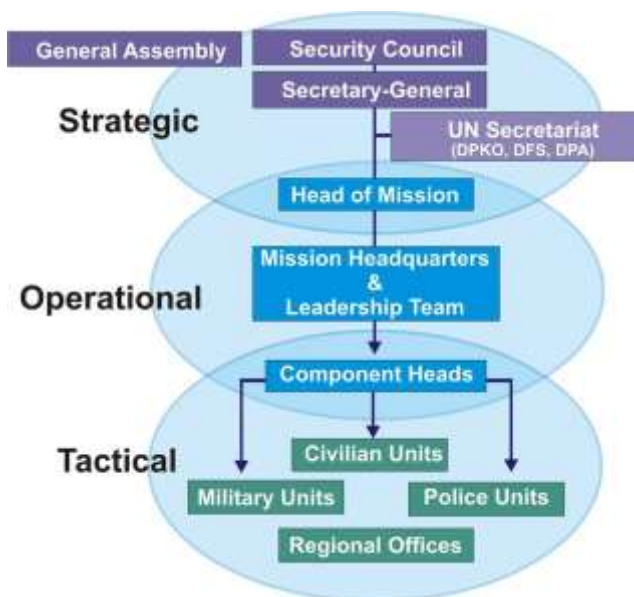 General Assembly
Security Council
Secretary-General
Strategic
UN Secretariat
(DPKO, DFS, DPA)
Head of Mission
Mission Headquarters
&
Leadership Team
Operational
Component Heads
Tactical
Civilian Units
Military Units
Police Units
Regional Offices